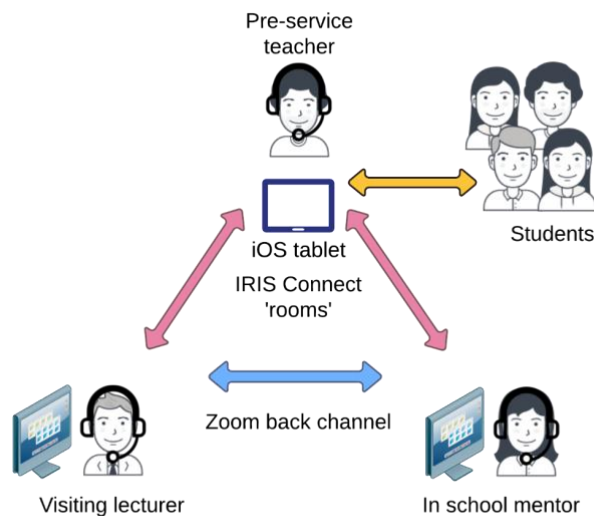 Pre-service
teacher
Students
iOS tablet
IRIS Connect
'rooms'
Zoom back channel
Visiting lecturer
In school mentor